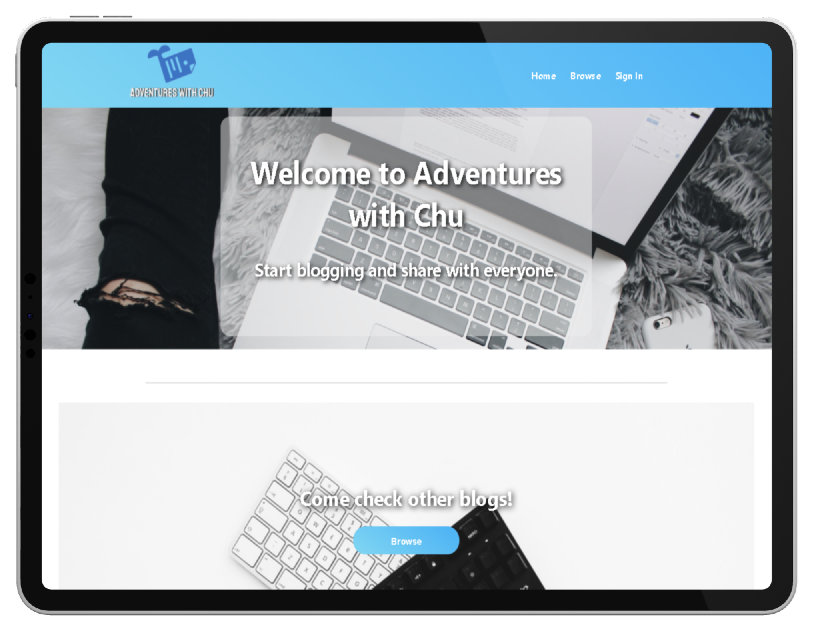 ADVENTURES WITH CHU
Home Browse Sign In
Welcome to Adventures
with Chu
Start blogging and share with everyone.
Come check other blogs!
Browse